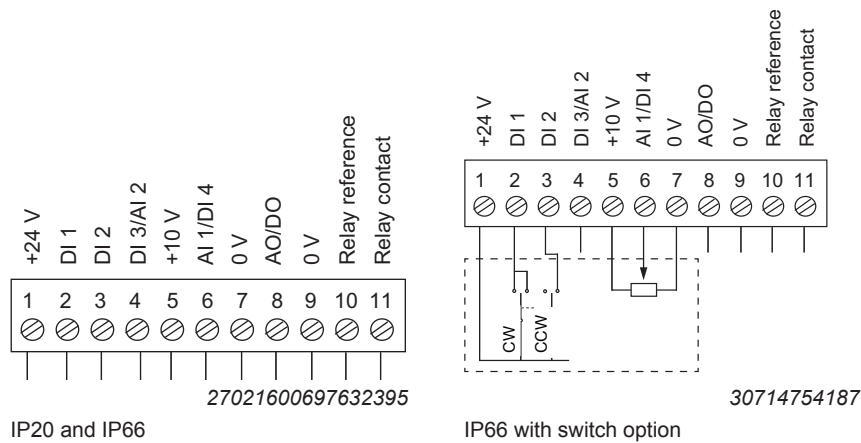 +24 V
DI 1
DI 2
DI 3/AI 2
+10 V
AI 1/DI 4
0 V
AO/DO
0 V
Relay reference
Relay contact
1 2 3 4 5 6 7 8 9 10 11
27021600697632395
IP20 and IP66
+24 V
DI 1
DI 2
DI 3/AI 2
+10 V
AI 1/DI 4
0 V
AO/DO
0 V
Relay reference
Relay contact
1 2 3 4 5 6 7 8 9 10 11
CW
CCW
30714754187
IP66 with switch option